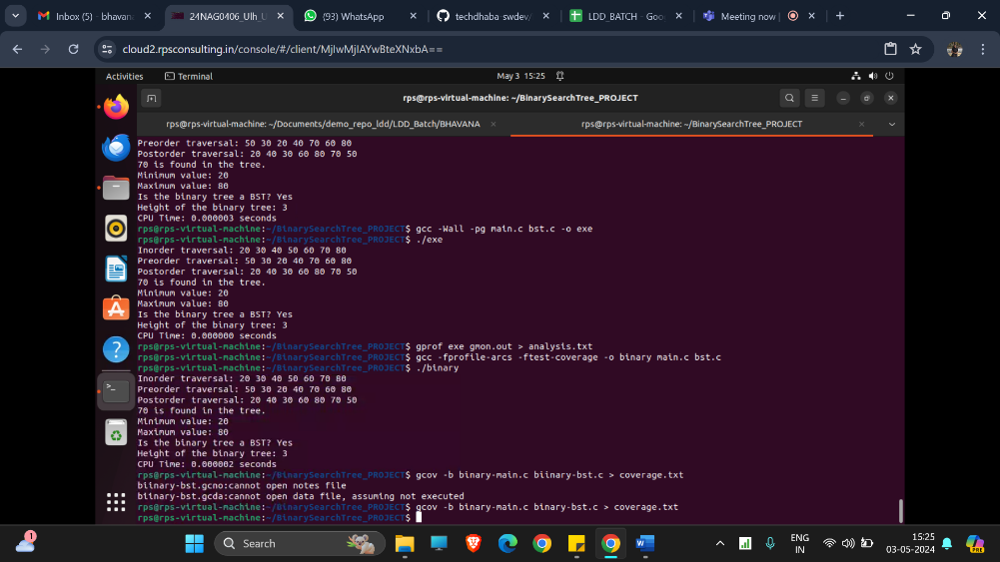 Inbox (5) - bhavana
24NAG0406_Ulh_U
(93) WhatsApp
techdhaba-swdev/
LDD_BATCH - Goo
Meeting now |
cloud2.rpsconsulting.in/console/#/client/MjIwMjIAYwBteXNxbA==
Activities
Terminal
May 3 15:25
rps@rps-virtual-machine: ~/BinarySearchTree_PROJECT
rps@rps-virtual-machine: ~/Documents/demo_repo_ldd/LDD_Batch/BHAVANA
rps@rps-virtual-machine: ~/BinarySearchTree_PROJECT
Preorder traversal: 50 30 20 40 70 60 80
Postorder traversal: 20 40 30 60 80 70 50
70 is found in the tree.
Minimum value: 20
Maximum value: 80
Is the binary tree a BST? Yes
Height of the binary tree: 3
CPU Time: 0.000003 seconds
rps@rps-virtual-machine:~/BinarySearchTree_PROJECT$ gcc -Wall -pg main.c bst.c -o exe
rps@rps-virtual-machine:~/BinarySearchTree_PROJECT$ ./exe
Inorder traversal: 20 30 40 50 60 70 80
Preorder traversal: 50 30 20 40 70 60 80
Postorder traversal: 20 40 30 60 80 70 50
70 is found in the tree.
Minimum value: 20
Maximum value: 80
Is the binary tree a BST? Yes
Height of the binary tree: 3
CPU Time: 0.000000 seconds
rps@rps-virtual-machine:~/BinarySearchTree_PROJECT$ gprof exe gmon.out > analysis.txt
rps@rps-virtual-machine:~/BinarySearchTree_PROJECT$ gcc -fprofile-arcs -ftest-coverage -o binary main.c bst.c
rps@rps-virtual-machine:~/BinarySearchTree_PROJECT$ ./binary
Inorder traversal: 20 30 40 50 60 70 80
Preorder traversal: 50 30 20 40 70 60 80
Postorder traversal: 20 40 30 60 80 70 50
70 is found in the tree.
Minimum value: 20
Maximum value: 80
Is the binary tree a BST? Yes
Height of the binary tree: 3
CPU Time: 0.000002 seconds
rps@rps-virtual-machine:~/BinarySearchTree_PROJECT$ gcov -b binary-main.c biinary-bst.c > coverage.txt
biinary-bst.gcno:cannot open notes file
biinary-bst.gcda:cannot open data file, assuming not executed
rps@rps-virtual-machine:~/BinarySearchTree_PROJECT$ gcov -b binary-main.c binary-bst.c > coverage.txt
rps@rps-virtual-machine:~/BinarySearchTree_PROJECT$
1
Search
ENG
IN
15:25
03-05-2024
PRE